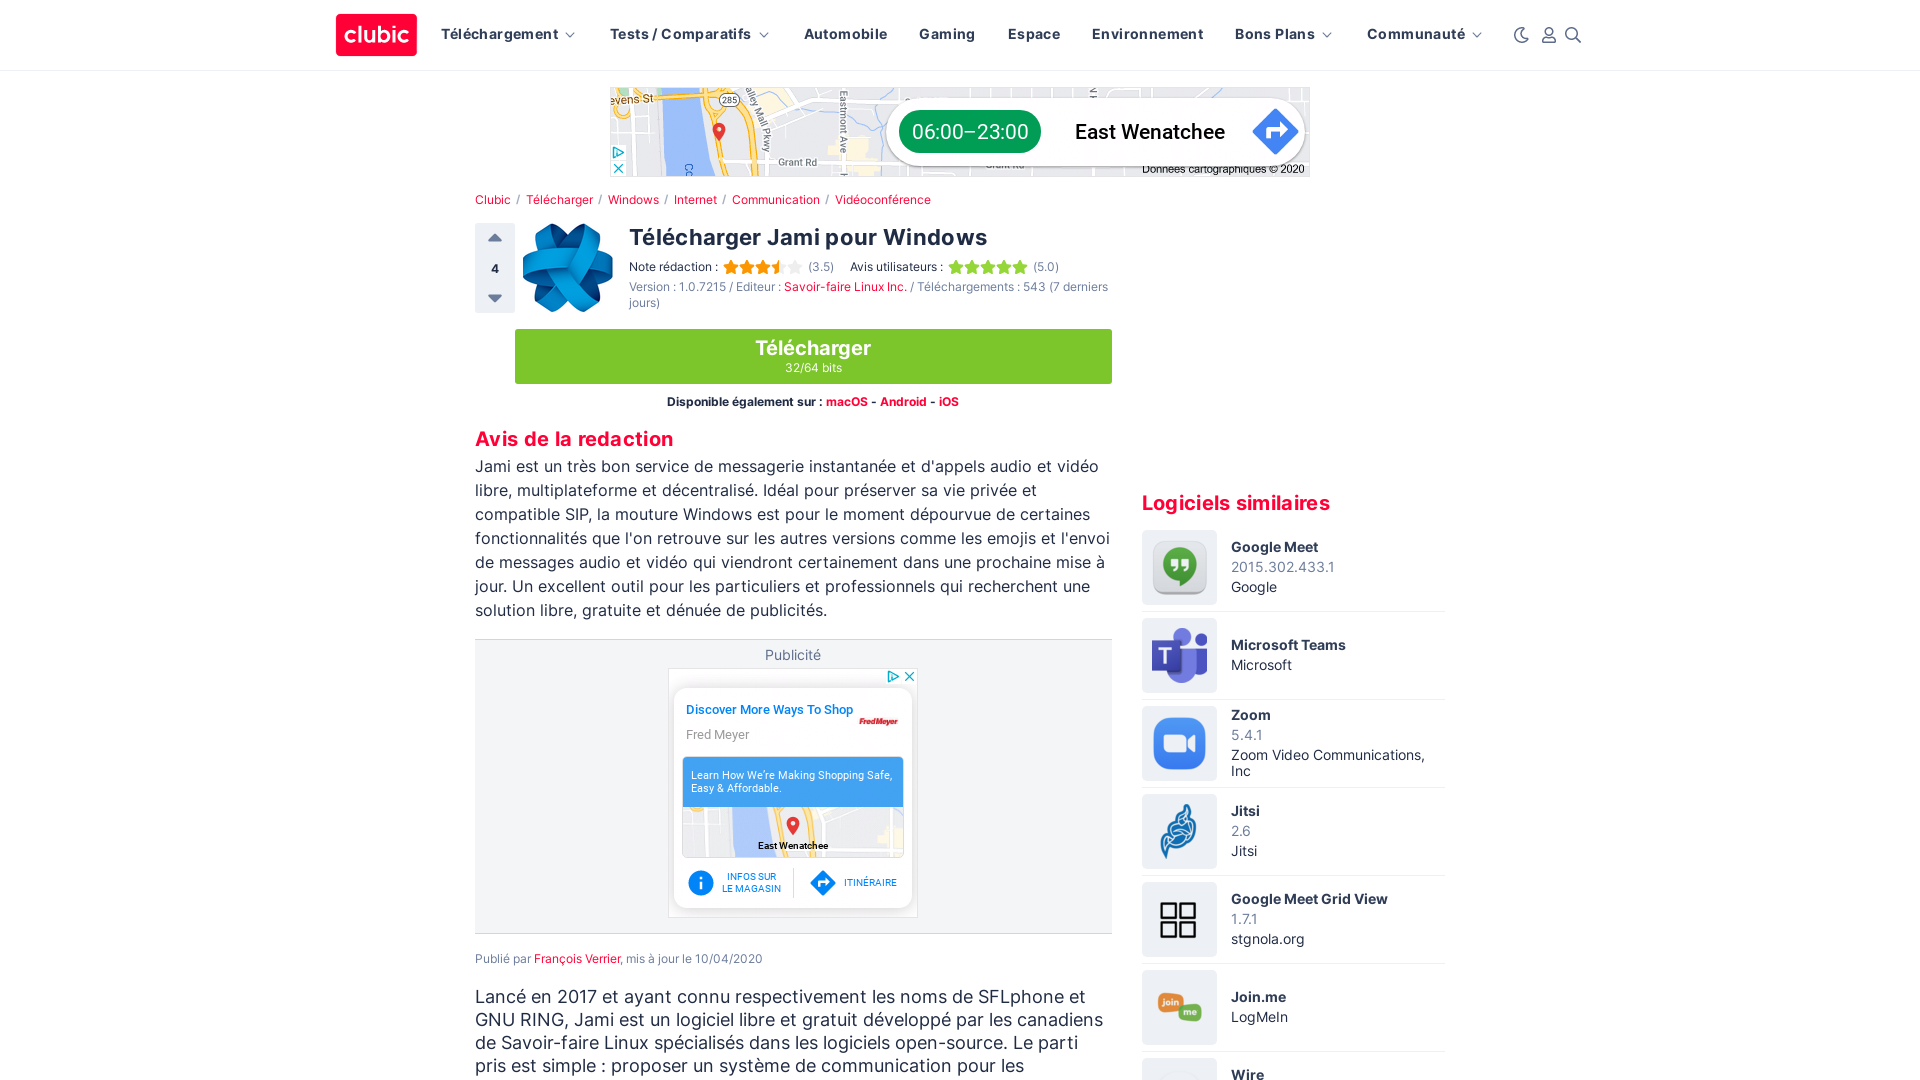 clubic
Téléchargement
Tests / Comparatifs
Automobile
Gaming
Espace
Environnement
Bons Plans
Communauté
evens St
285
alley Mall Pkwy
Eastmont Ave
Grant Rd
06:00–23:00
East Wenatchee
Données cartographiques © 2020
Clubic / Télécharger / Windows / Internet / Communication / Vidéoconférence
4
Télécharger Jami pour Windows
Note rédaction : (3.5) Avis utilisateurs : (5.0)
Version : 1.0.7215 / Editeur : Savoir-faire Linux Inc. / Téléchargements : 543 (7 derniers
jours)
Télécharger
32/64 bits
Disponible également sur : macOS - Android - iOS
Avis de la redaction
Jami est un très bon service de messagerie instantanée et d'appels audio et vidéo
libre, multiplateforme et décentralisé. Idéal pour préserver sa vie privée et
compatible SIP, la mouture Windows est pour le moment dépourvue de certaines
fonctionnalités que l'on retrouve sur les autres versions comme les emojis et l'envoi
de messages audio et vidéo qui viendront certainement dans une prochaine mise à
jour. Un excellent outil pour les particuliers et professionnels qui recherchent une
solution libre, gratuite et dénuée de publicités.
Publicité
Discover More Ways To Shop
Fred Meyer
Fred Meyer
Learn How We're Making Shopping Safe,
Easy & Affordable.
East Wenatchee
INFOS SUR
LE MAGASIN
ITINÉRAIRE
Publié par François Verrier, mis à jour le 10/04/2020
Lancé en 2017 et ayant connu respectivement les noms de SFLphone et
GNU RING, Jami est un logiciel libre et gratuit développé par les canadiens
de Savoir-faire Linux spécialisés dans les logiciels open-source. Le parti
pris est simple : proposer un système de communication pour les
Logiciels similaires
Google Meet
2015.302.433.1
Google
Microsoft Teams
Microsoft
Zoom
5.4.1
Zoom Video Communications,
Inc
Jitsi
2.6
Jitsi
Google Meet Grid View
1.7.1
stgnola.org
join
me
Join.me
LogMeIn
Wire